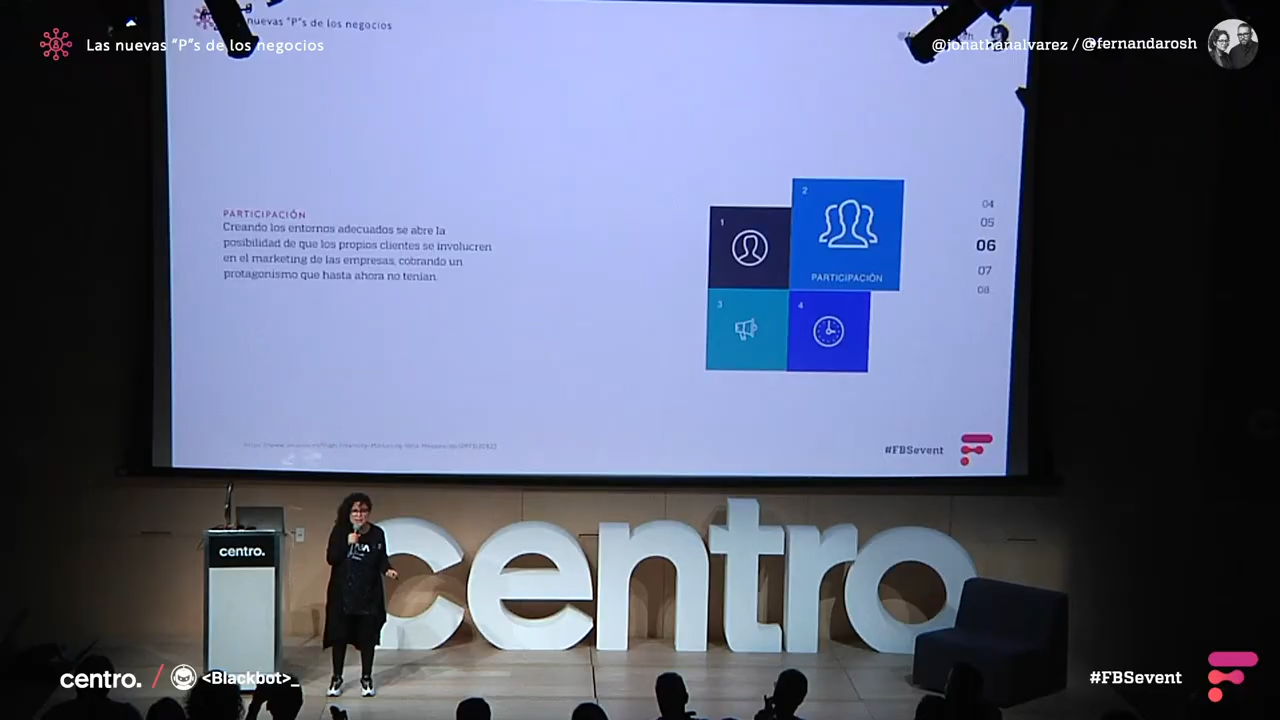 nuevas “P”s de los negocios
Las nuevas “P”s de los negocios
@jonathanalvarez / @fernandarosh
PARTICIPACIÓN
Creando los entornos adecuados se abre la
posibilidad de que los propios clientes se involucren
en el marketing de las empresas, cobrando un
protagonismo que hasta ahora no tenían.
1
2
PARTICIPACIÓN
3
4
04
05
06
07
08
#FBSevent
centro.
centro
centro. / <Blackbot>_
#FBSevent